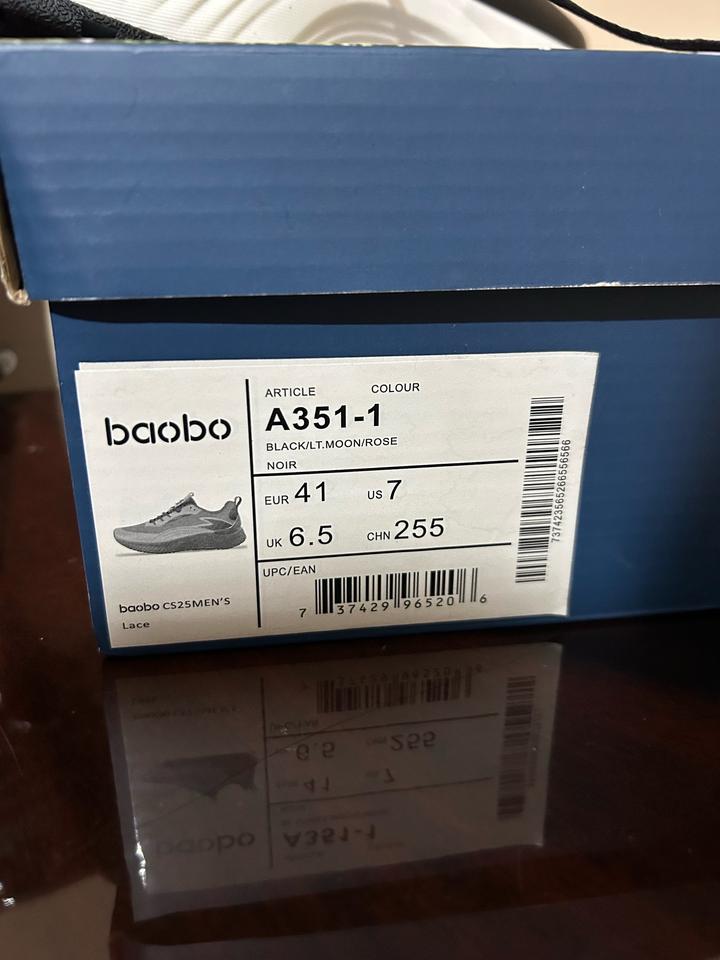 baobo
baobo CS25MEN'S
Lace
ARTICLE COLOUR
A351-1
BLACK/LT.MOON/ROSE
NOIR
EUR 41 US 7
UK 6.5 CHN 255
UPC/EAN
7 37429 96520 6
737423565266556566